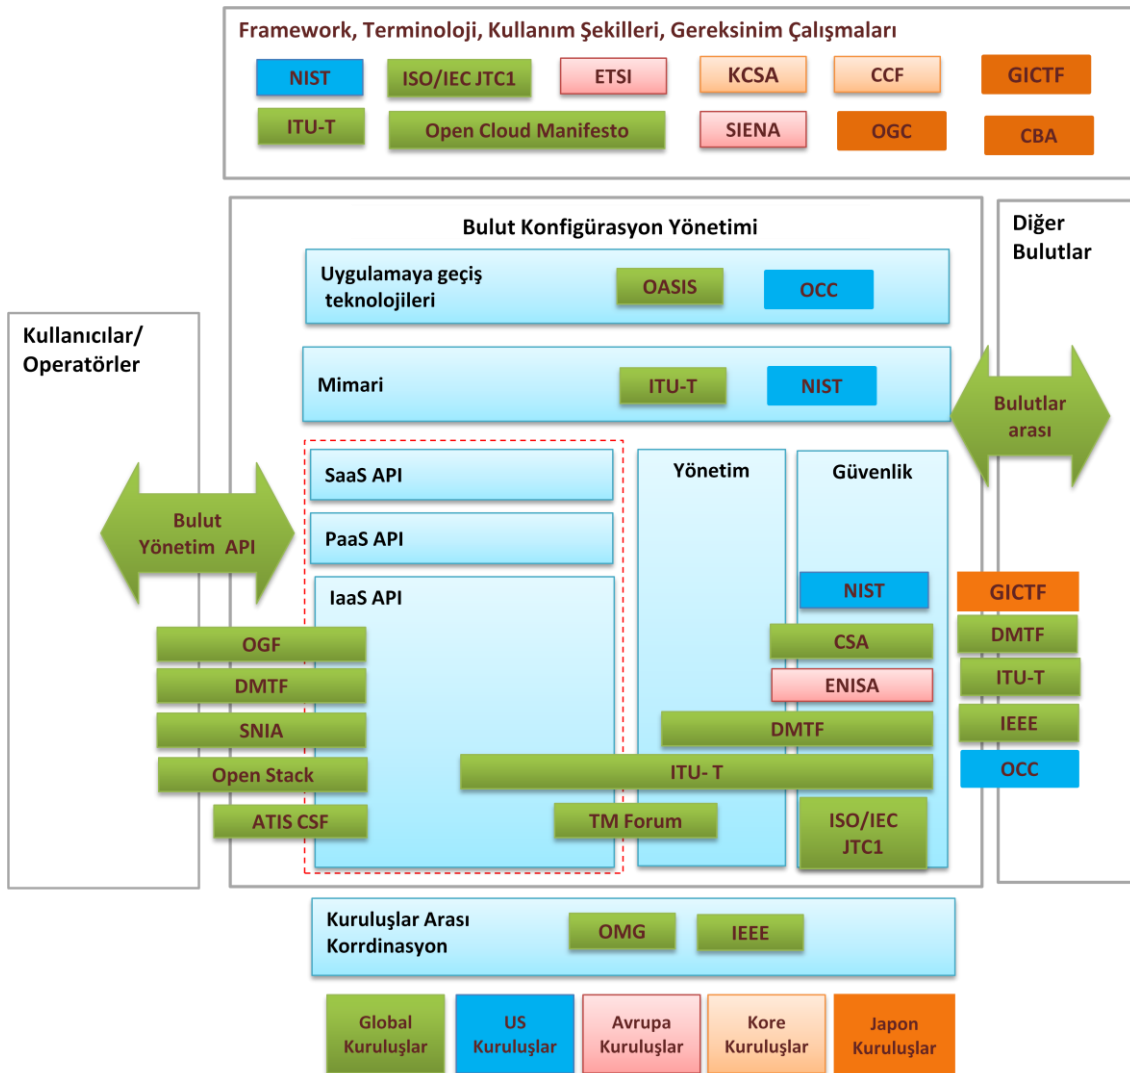 Framework, Terminoloji, Kullanım Şekilleri, Gereksinim Çalışmaları
NIST
ISO/IEC JTC1
ETSI
KCSA
CCF
GICTF
ITU-T
Open Cloud Manifesto
SIENA
OGC
CBA
Bulut Konfigürasyon Yönetimi
Diğer
Bulutlar
Uygulamaya geçiş
teknolojileri
OASIS
OCC
Kullanıcılar/
Operatörler
Mimari
ITU-T
NIST
Bulutlar
arası
SaaS API
Yönetim
Güvenlik
Bulut
Yönetim API
PaaS API
IaaS API
NIST
GICTF
OGF
CSA
DMTF
DMTF
ENISA
ITU-T
SNIA
DMTF
IEEE
Open Stack
ITU- T
OCC
ATIS CSF
TM Forum
ISO/IEC
JTC1
Kuruluşlar Arası
Korrdinasyon
OMG
IEEE
Global
Kuruluşlar
US
Kuruluşlar
Avrupa
Kuruluşlar
Kore
Kuruluşlar
Japon
Kuruluşlar